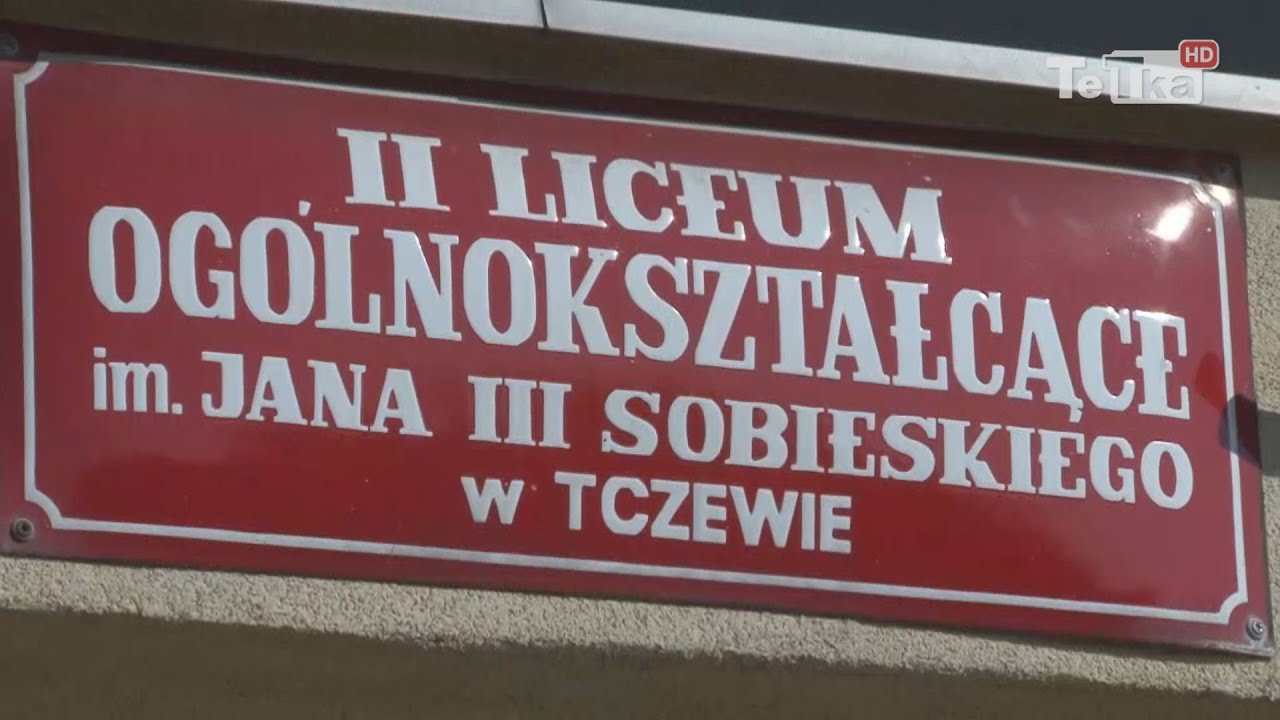 TeTka HD
II LICEUM
OGÓLNOKSZTAŁCĄCE
im. JANA III SOBIESKIEGO
W TCZEWIE